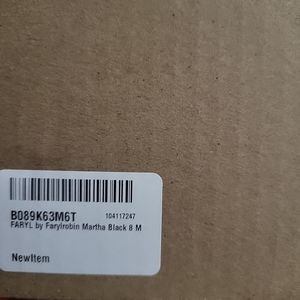 B089K63M6T 104117247
FARYL by Farylrobin Martha Black 8 M
NewItem